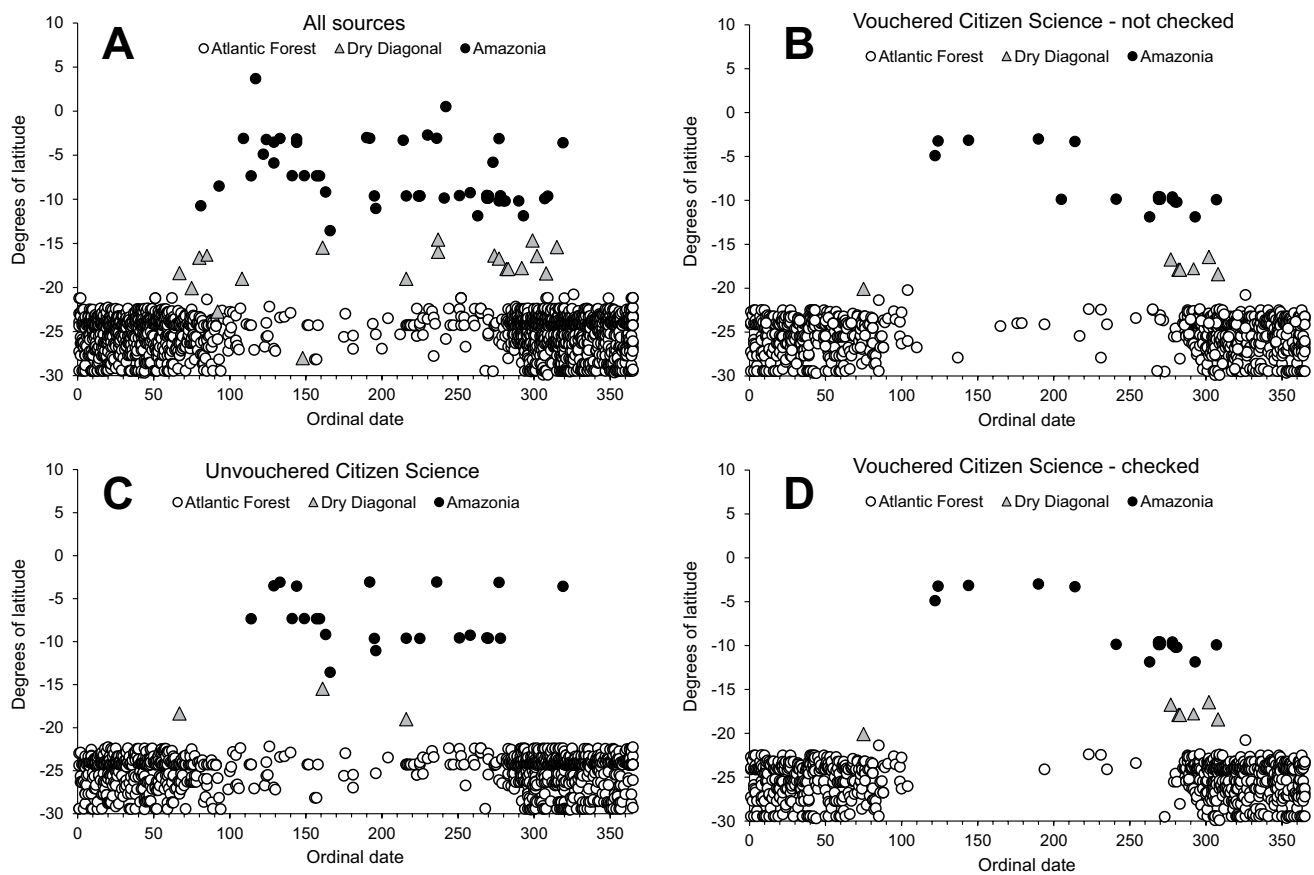 A
All sources
Atlantic Forest Dry Diagonal Amazonia
10
5
0
-5
-10
-15
-20
-25
-30
Degrees of latitude
0 50 100 150 200 250 300 350
Ordinal date
B
Vouchered Citizen Science - not checked
Atlantic Forest Dry Diagonal Amazonia
10
5
0
-5
-10
-15
-20
-25
-30
Degrees of latitude
0 50 100 150 200 250 300 350
Ordinal date
C
Unvouchered Citizen Science
Atlantic Forest Dry Diagonal Amazonia
10
5
0
-5
-10
-15
-20
-25
-30
Degrees of latitude
0 50 100 150 200 250 300 350
Ordinal date
D
Vouchered Citizen Science - checked
Atlantic Forest Dry Diagonal Amazonia
10
5
0
-5
-10
-15
-20
-25
-30
Degrees of latitude
0 50 100 150 200 250 300 350
Ordinal date